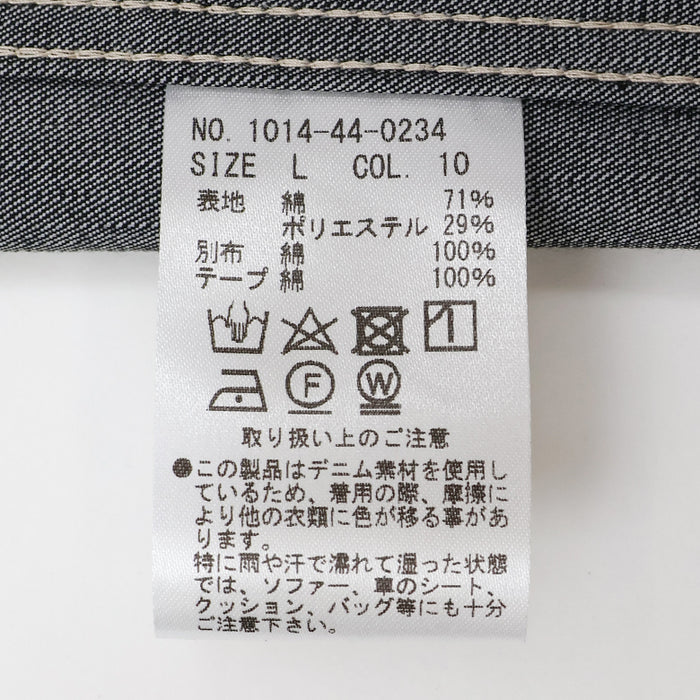 NO. 1014-44-0234
SIZE L COL. 10
表地 綿 71%
ポリエステル 29%
別布 綿 100%
テープ 綿 100%
F W
取り扱い上のご注意
●この製品はデニム素材を使用し
ているため、着用の際、摩擦に
より他の衣類に色が移る事があ
ります。
特に雨や汗で濡れて湿った状態
では、ソファー、車のシート、
クッション、バッグ等にも十分
ご注意下さい。